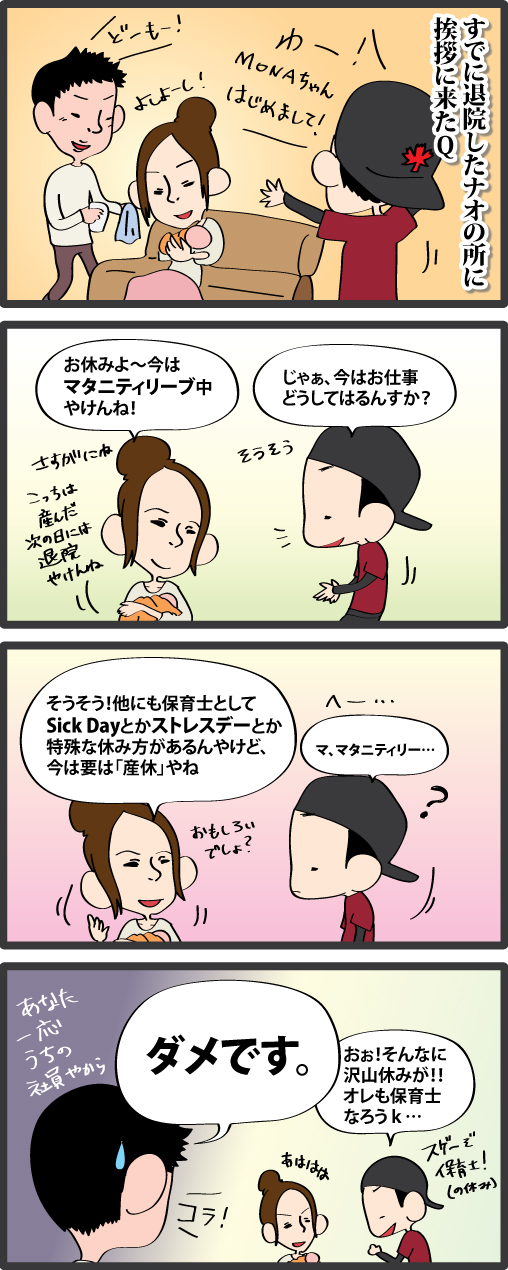 すでに退院したナオの所に
挨拶に来たQ
ゆー！八
MONAちゃん
はじめまして！
どーもー！
よしよーし！
じゃぁ、今はお仕事
どうしてはるんすか？
そうそう
お休みよ～今は
マタニティリーブ中
やけんね！
さすがにね
こっちは
産んだ
次の日には
退院
やけんね
へー…
マ、マタニティリー…
?
そうそう！他にも保育士として
Sick Dayとかストレスデーとか
特殊な休み方があるんやけど、
今は要は「産休」やね
おもしろい
でしょ？
おぉ！そんなに
沢山休みが！！
オレも保育士
なろうｋ…
スゲーぞ
保育士！
(の休み)
あははは
ダメです。
コラ！
あなた
一応
うちの
社員やから